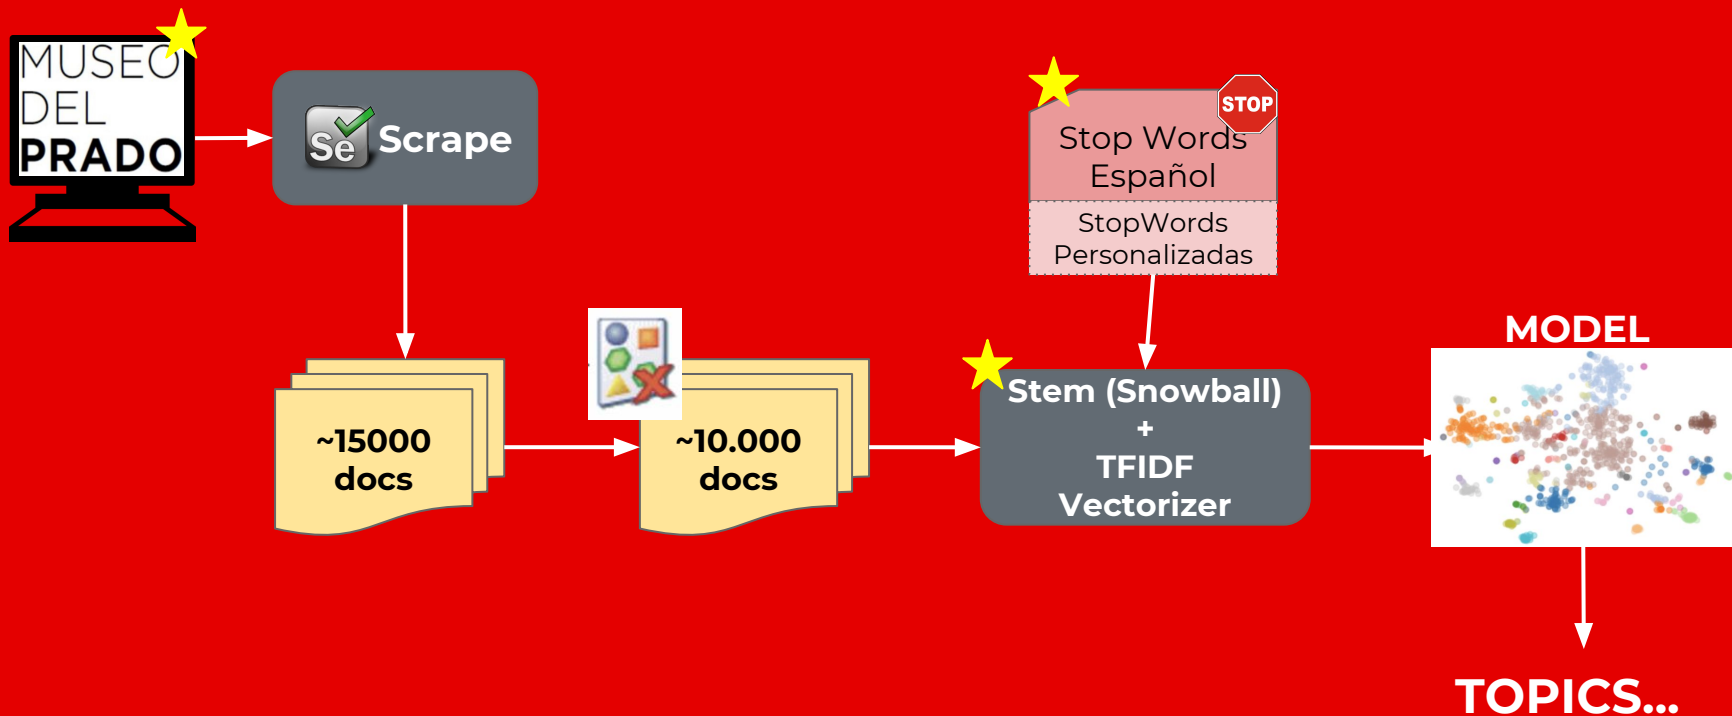 MUSEO
DEL
PRADO
Se
Scrape
~15000
docs
~10.000
docs
STOP
Stop Words
Español
StopWords
Personalizadas
Stem (Snowball)
+
TFIDF
Vectorizer
MODEL
TOPICS...